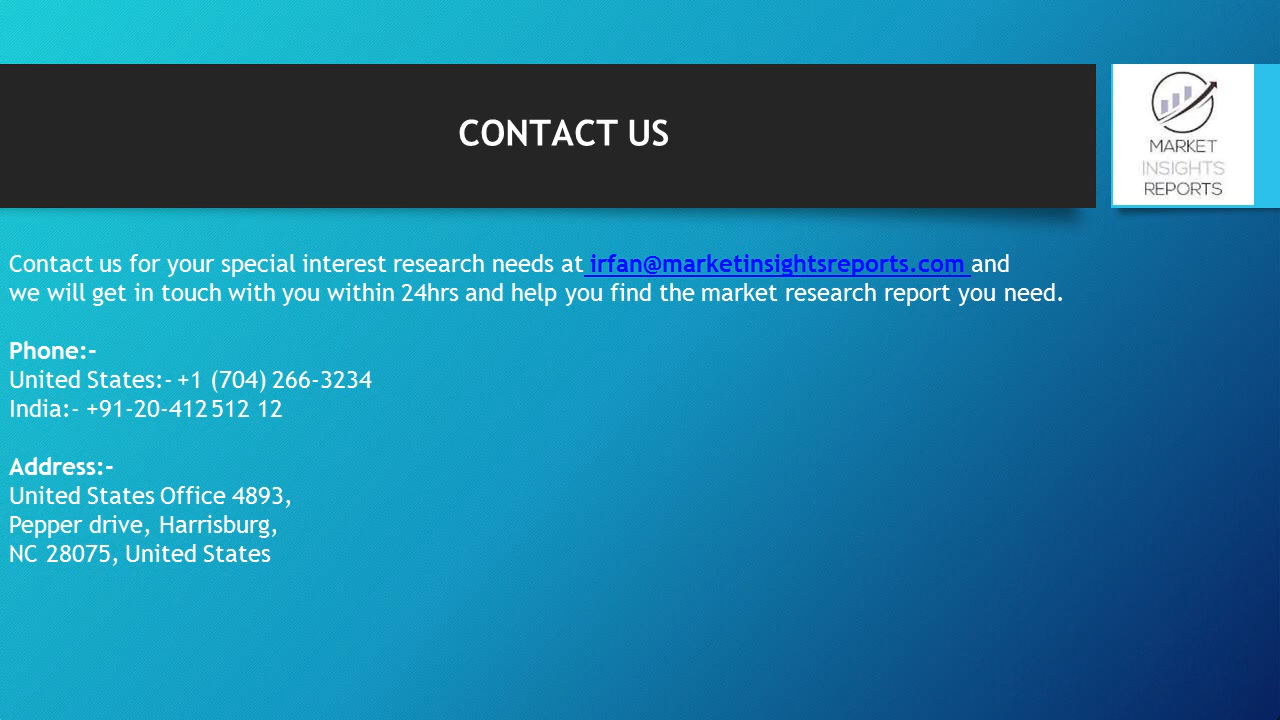 CONTACT US
MARKET
INSIGHTS
REPORTS
Contact us for your special interest research needs at irfan@marketinsightsreports.com and
we will get in touch with you within 24hrs and help you find the market research report you need.
Phone:-
United States:- +1 (704) 266-3234
India:- +91-20-412 512 12
Address:-
United States Office 4893,
Pepper drive, Harrisburg,
NC 28075, United States